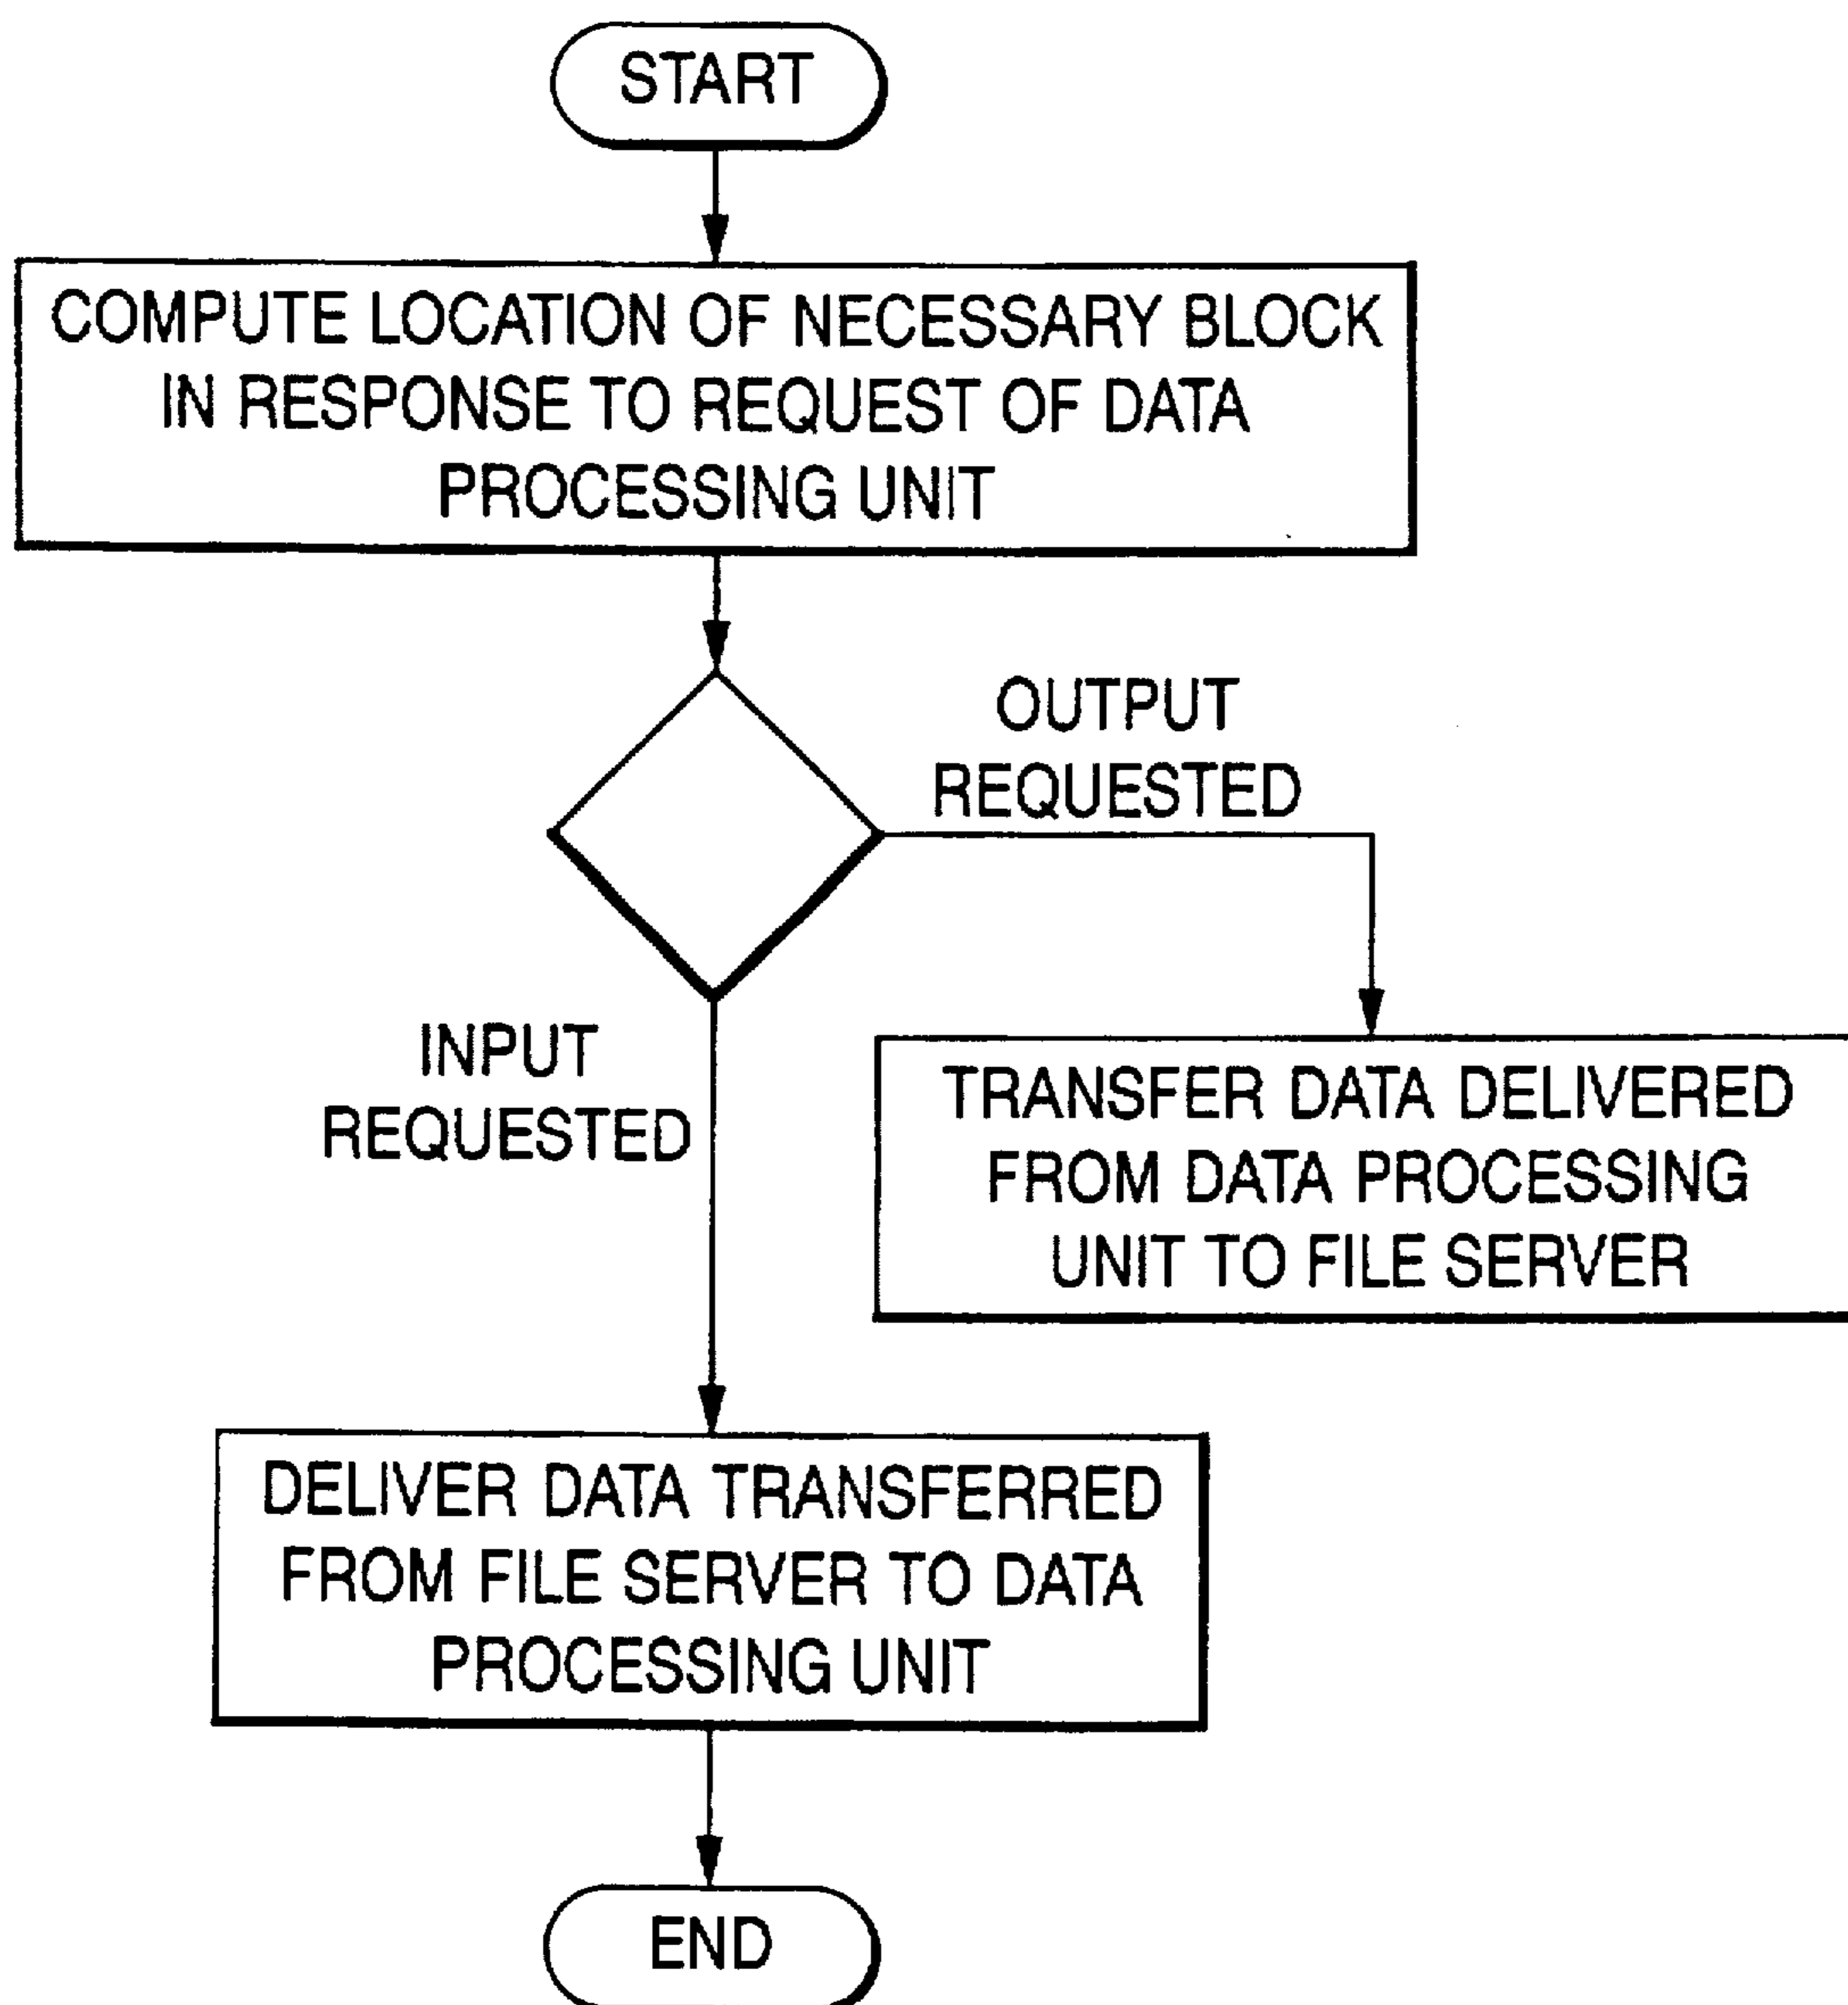 START
COMPUTE LOCATION OF NECESSARY BLOCK
IN RESPONSE TO REQUEST OF DATA
PROCESSING UNIT
OUTPUT
REQUESTED
INPUT
REQUESTED
TRANSFER DATA DELIVERED
FROM DATA PROCESSING
UNIT TO FILE SERVER
DELIVER DATA TRANSFERRED
FROM FILE SERVER TO DATA
PROCESSING UNIT
END